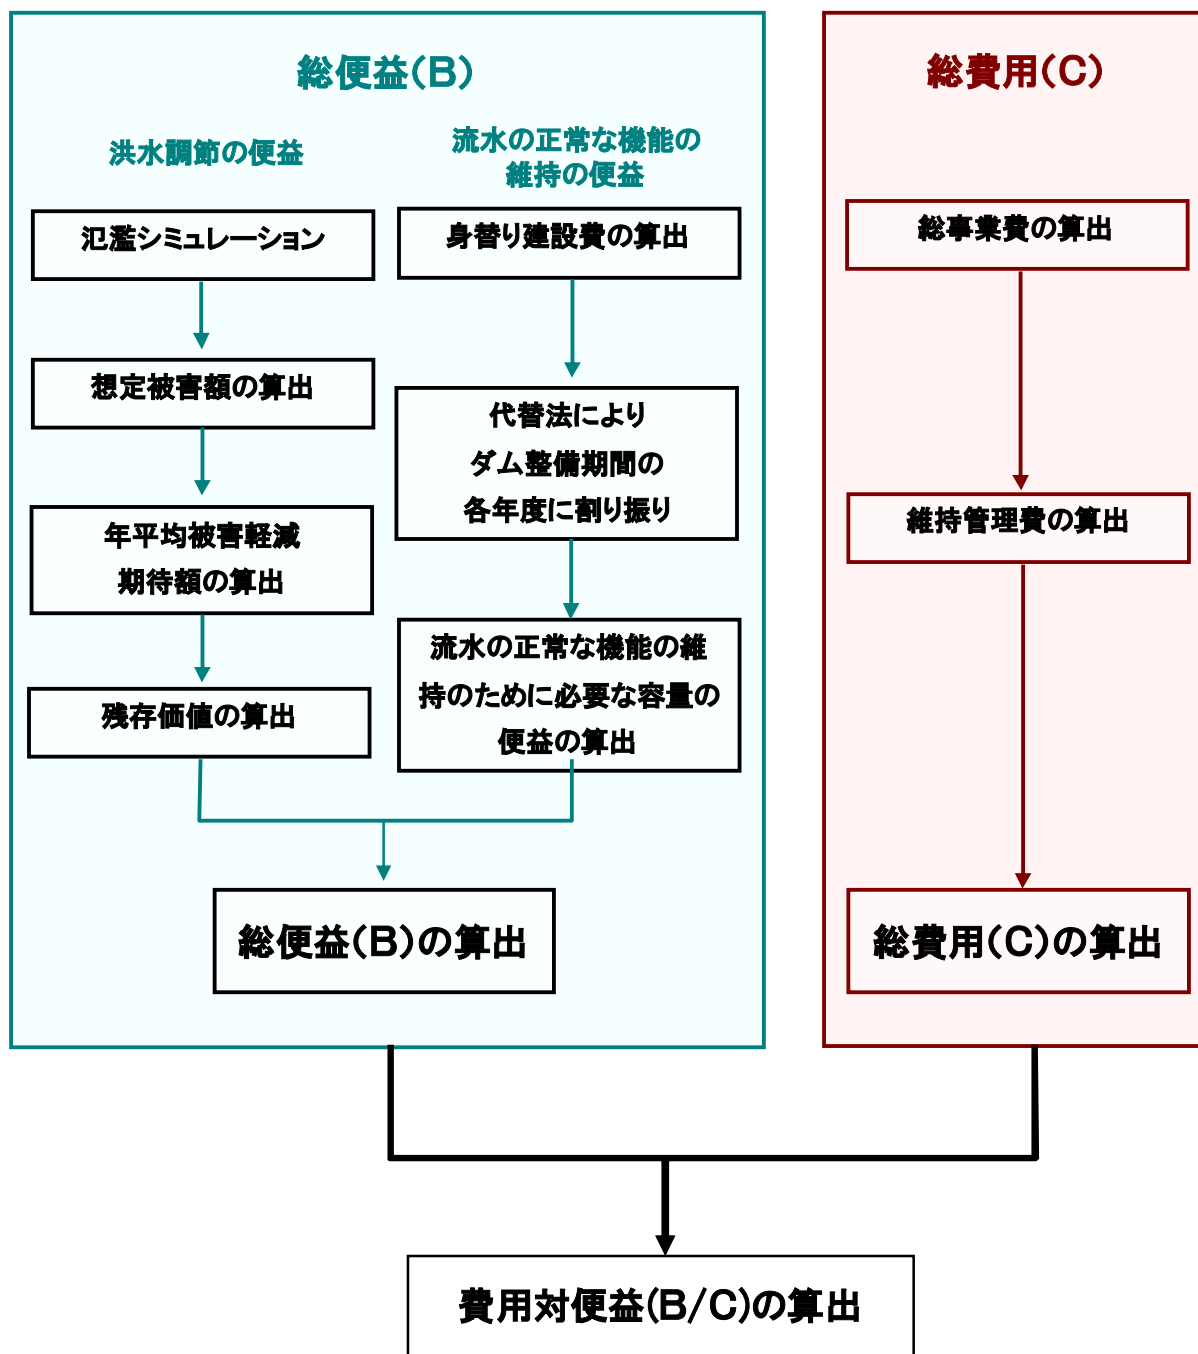 総便益(B)
洪水調節の便益
氾濫シミュレーション
想定被害額の算出
年平均被害軽減
期待額の算出
残存価値の算出
流水の正常な機能の
維持の便益
身替り建設費の算出
代替法により
ダム整備期間の
各年度に割り振り
流水の正常な機能の維
持のために必要な容量の
便益の算出
総便益(B)の算出
総費用(C)
総事業費の算出
維持管理費の算出
総費用(C)の算出
費用対便益(B/C)の算出